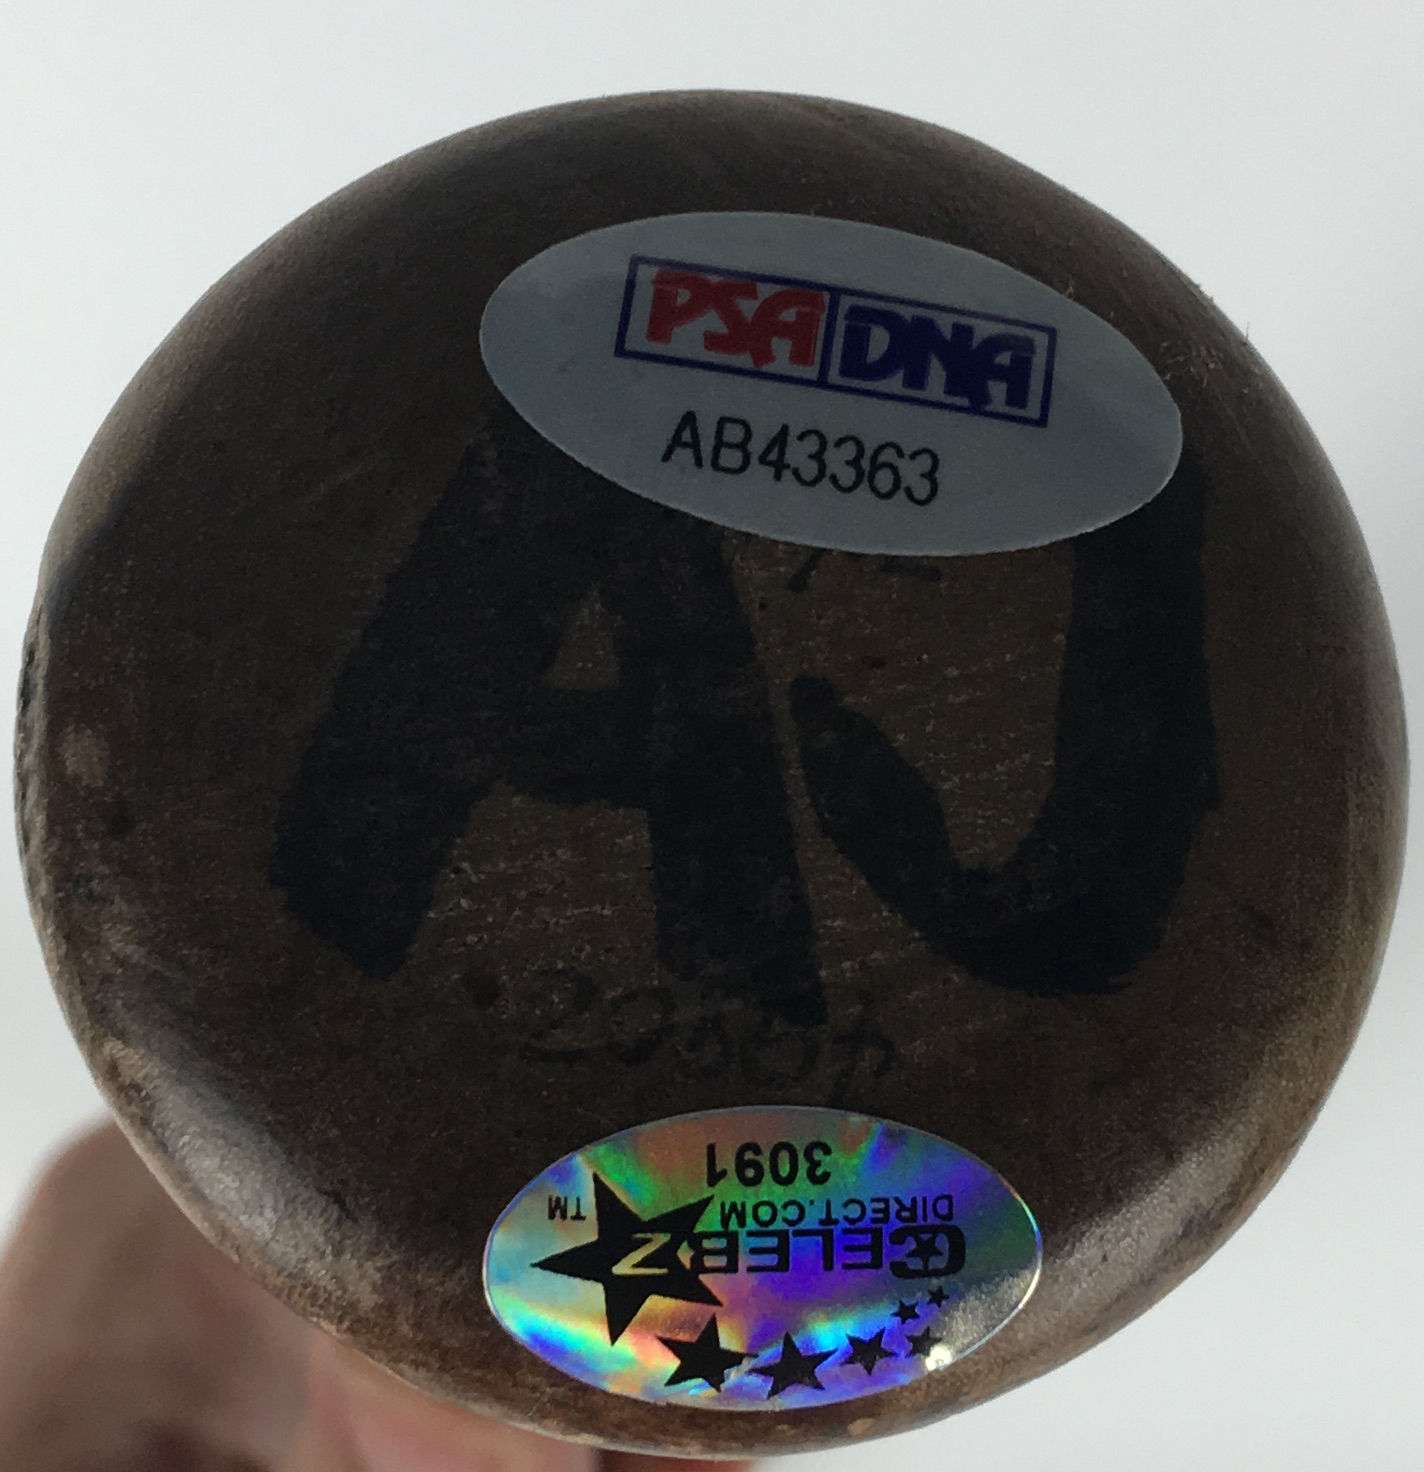 PSA DNA
AB43363
AJ
3091
DIRECT.COM
CELEBZ TM